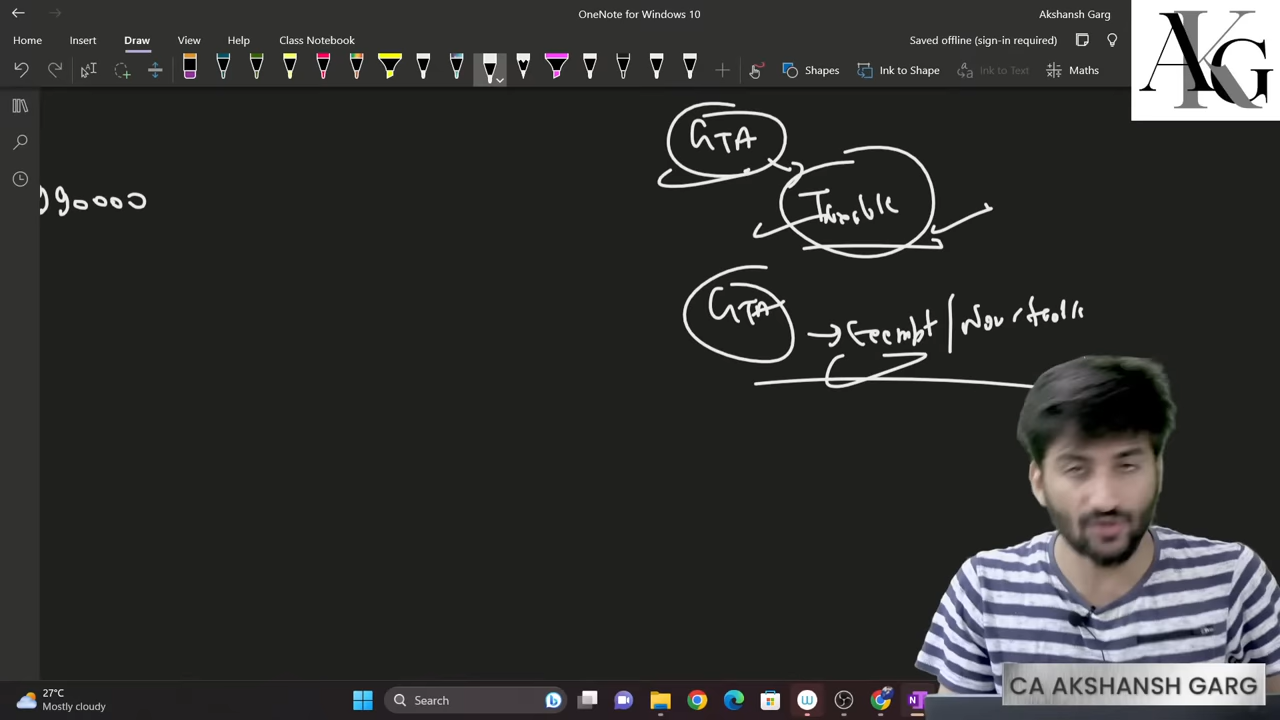 OneNote for Windows 10
Akshansh Garg
Home Insert Draw View Help Class Notebook
Saved offline (sign-in required)
Shapes Ink to Shape Ink to Text Maths
AKG
GTA
Taxable
990000
GTA
→ Exempt / Non-taxable
27°C
Mostly cloudy
Search
CA AKSHANSH GARG